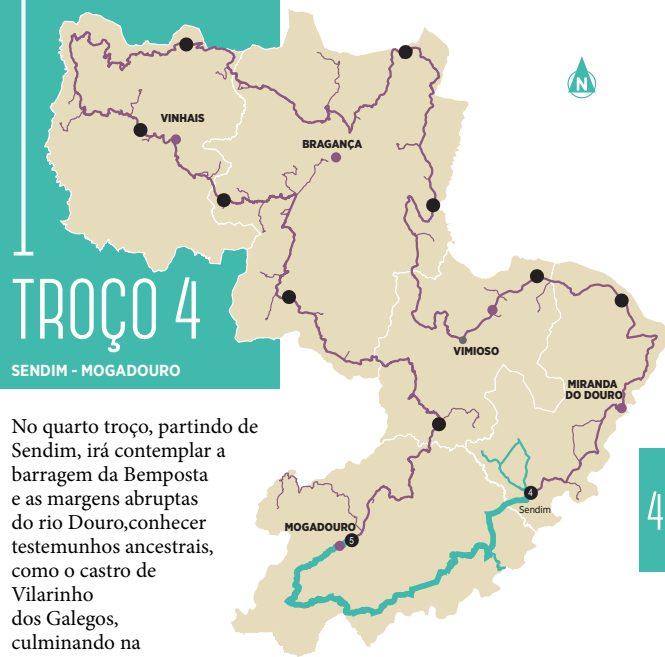 TROÇO 4
SENDIM - MOGADOURO
No quarto troço, partindo de
Sendim, irá contemplar a
barragem da Bemposta
e as margens abruptas
do rio Douro,conhecer
testemunhos ancestrais,
como o castro de
Vilarinho
dos Galegos,
culminando na
N
VINHAIS
BRAGANÇA
VIMIOSO
MIRANDA
DO DOURO
4
Sendim
MOGADOURO
5
4